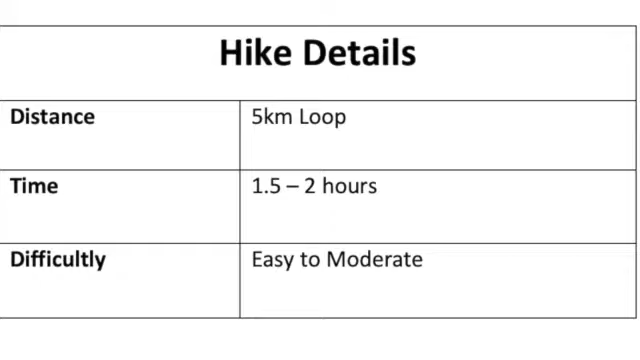 Hike Details
Distance 5km Loop
Time 1.5 – 2 hours
Difficultly Easy to Moderate